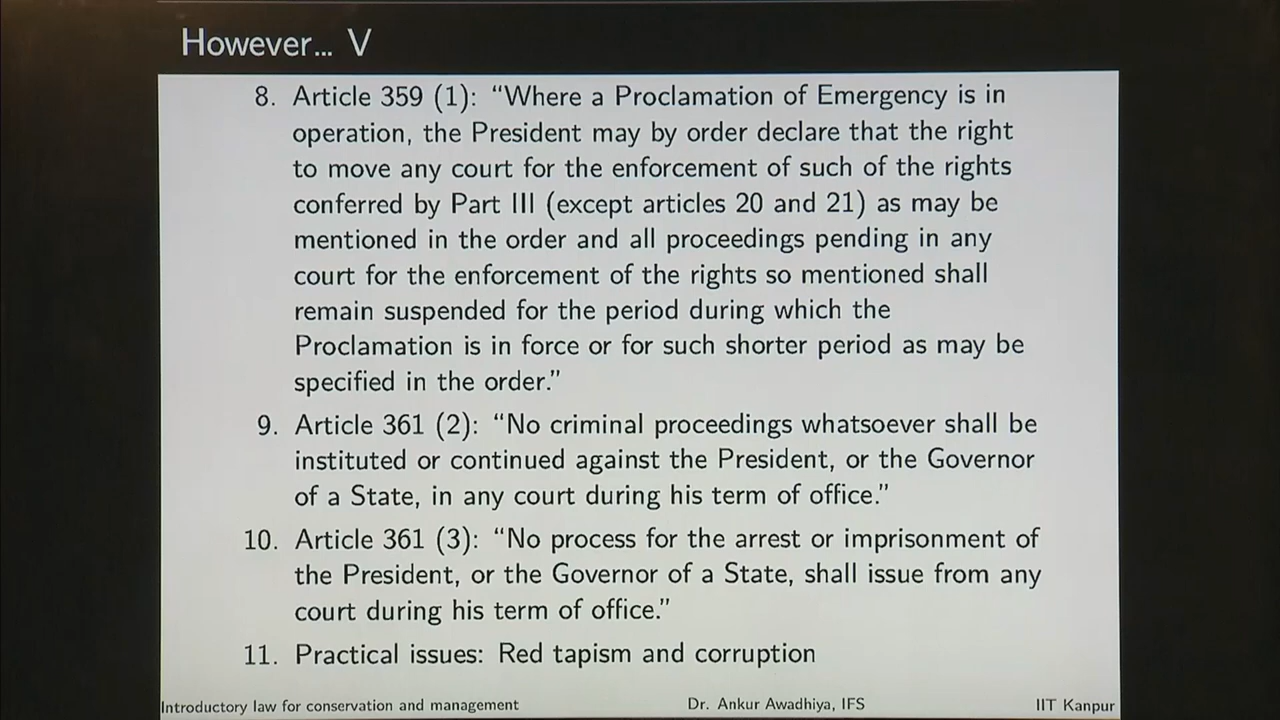 However... V
8. Article 359 (1): “Where a Proclamation of Emergency is in
operation, the President may by order declare that the right
to move any court for the enforcement of such of the rights
conferred by Part III (except articles 20 and 21) as may be
mentioned in the order and all proceedings pending in any
court for the enforcement of the rights so mentioned shall
remain suspended for the period during which the
Proclamation is in force or for such shorter period as may be
specified in the order.”
9. Article 361 (2): “No criminal proceedings whatsoever shall be
instituted or continued against the President, or the Governor
of a State, in any court during his term of office.”
10. Article 361 (3): “No process for the arrest or imprisonment of
the President, or the Governor of a State, shall issue from any
court during his term of office.”
11. Practical issues: Red tapism and corruption
Introductory law for conservation and management Dr. Ankur Awadhiya, IFS IIT Kanpur